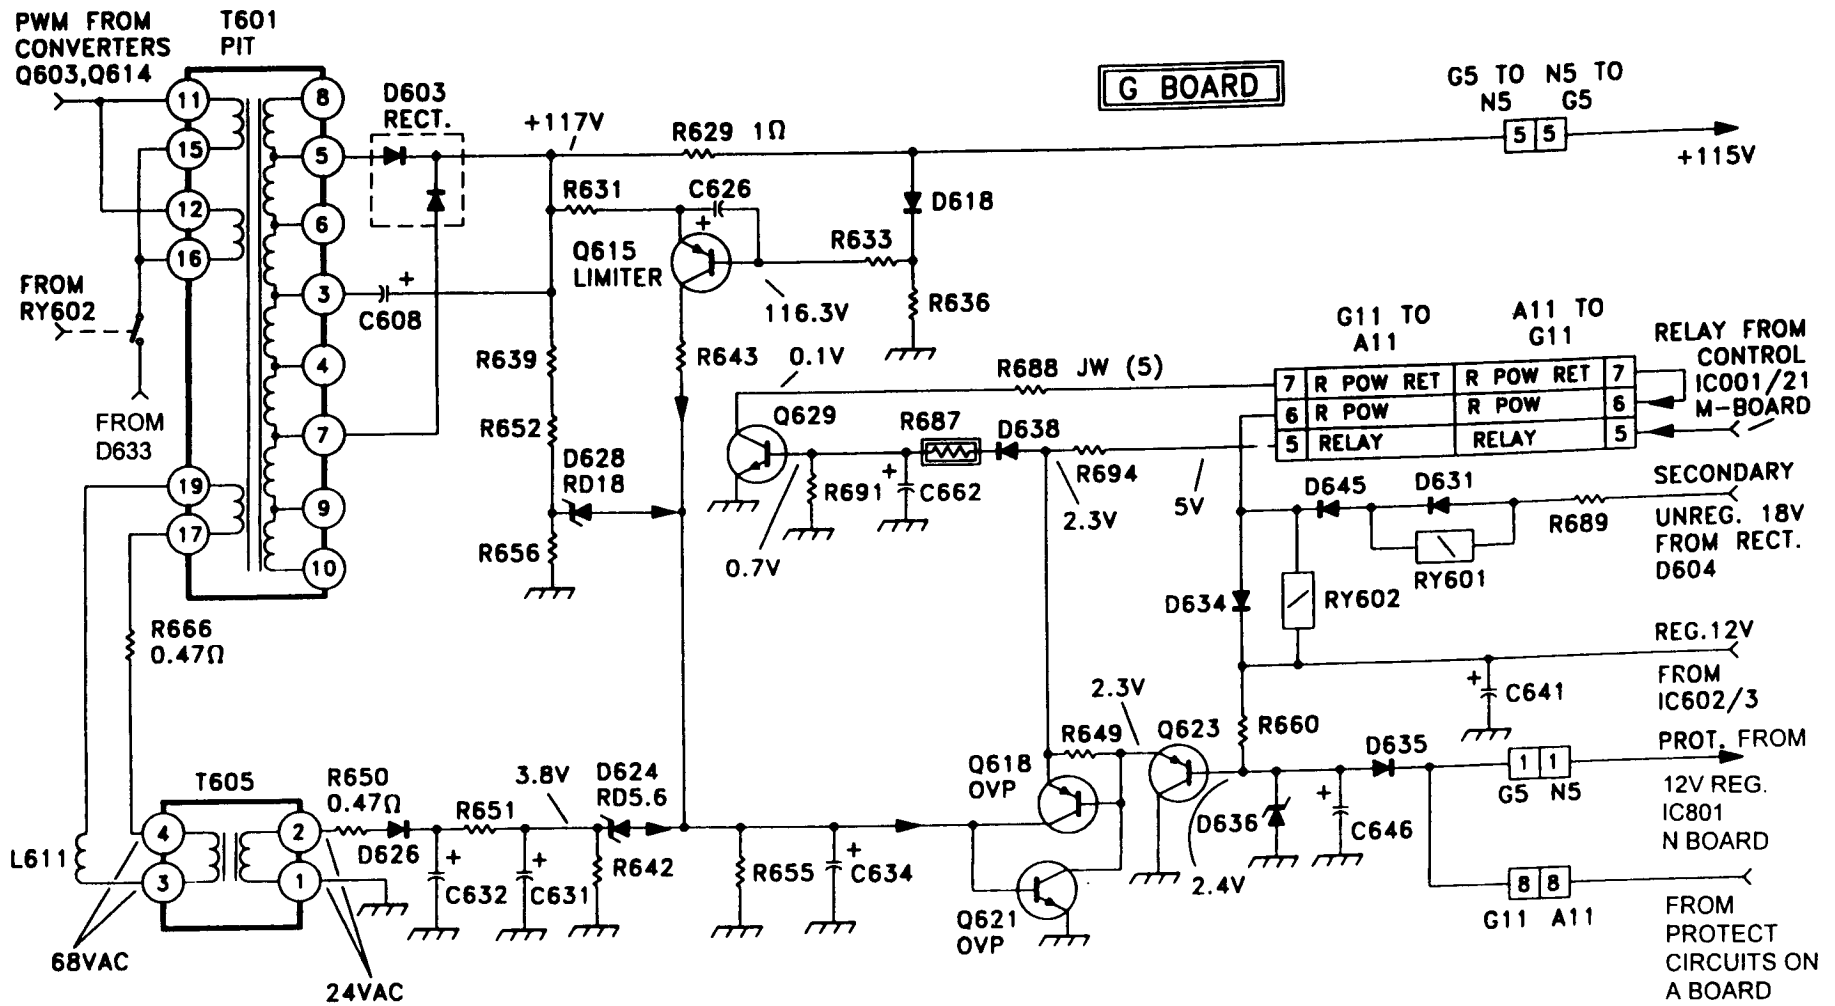 PWM FROM
CONVERTERS
Q603,Q614
T601
PIT
G BOARD
G5 TO N5 TO
N5 G5
11
8
D603
RECT.
+117V
R629 1Ω
5 5
+115V
15
5
R631
C626
+
D618
12
6
Q615
LIMITER
R633
16
FROM
RY602
3
+
C608
116.3V
R636
G11 TO
A11
A11 TO
G11
RELAY FROM
CONTROL
IC001/21
M-BOARD
R639
R643
0.1V
R688 JW (5)
4
7 R POW RET R POW RET 7
6 R POW R POW 6
5 RELAY RELAY 5
FROM
D633
7
R652
Q629
R687
D638
R694
5V
D628
RD18
R691
+
C662
2.3V
D645
D631
SECONDARY
R689
UNREG. 18V
FROM RECT.
D604
19
9
17
10
R656
0.7V
RY601
D634
RY602
R666
0.47Ω
REG.12V
FROM
IC602/3
+
C641
2.3V
R649
Q623
R660
D635
PROT. FROM
1 1
G5 N5
12V REG.
IC801
N BOARD
T605
R650
0.47Ω
3.8V
D624
RD5.6
Q618
OVP
R651
4
2
D626
L611
3
1
+
C632
+
C631
R642
R655
+
C634
D636
+
C646
2.4V
Q621
OVP
8 8
G11 A11
FROM
PROTECT
CIRCUITS ON
A BOARD
68VAC
24VAC